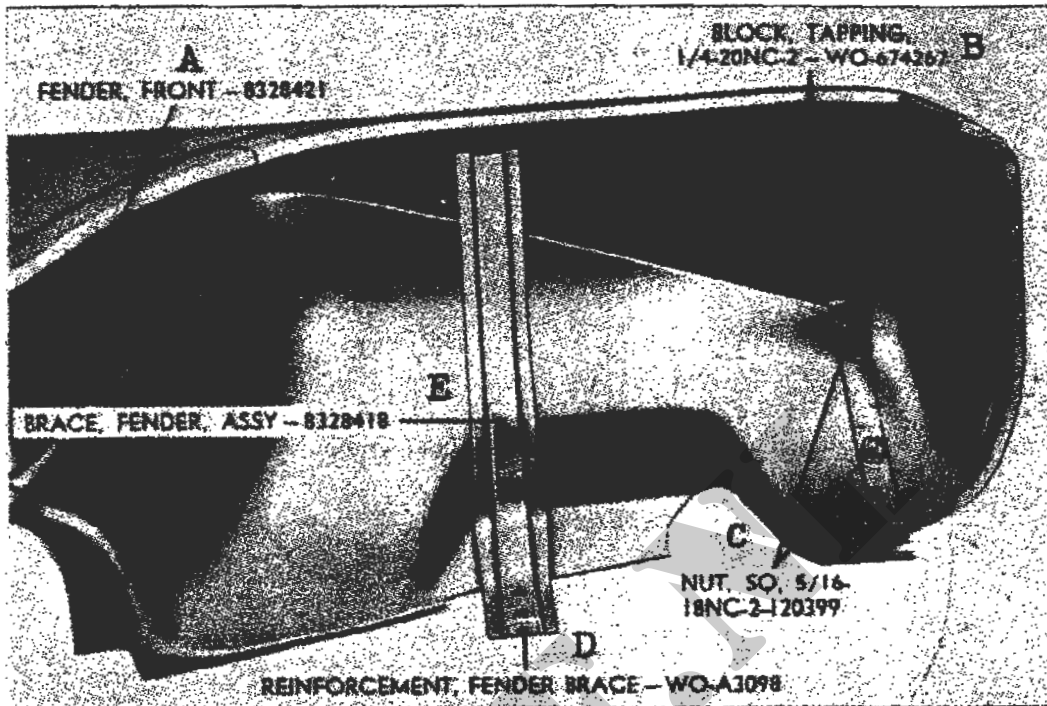 A
FENDER, FRONT – 8328421
BLOCK, TAPPING,
1/4-20NC-2 – WO-674267
B
E
BRACE, FENDER, ASSY – 8328418
C
NUT, SQ, 5/16-
18NC-2-120399
D
REINFORCEMENT, FENDER BRACE – WO-A3098